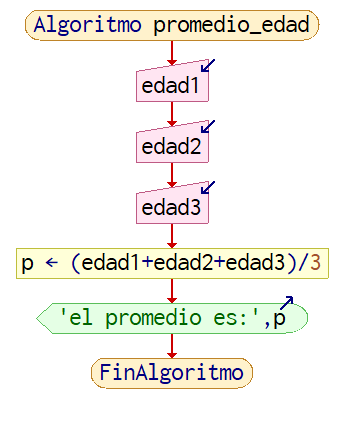 Algoritmo promedio_edad
edad1
edad2
edad3
p ← (edad1+edad2+edad3)/3
'el promedio es:',p
FinAlgoritmo